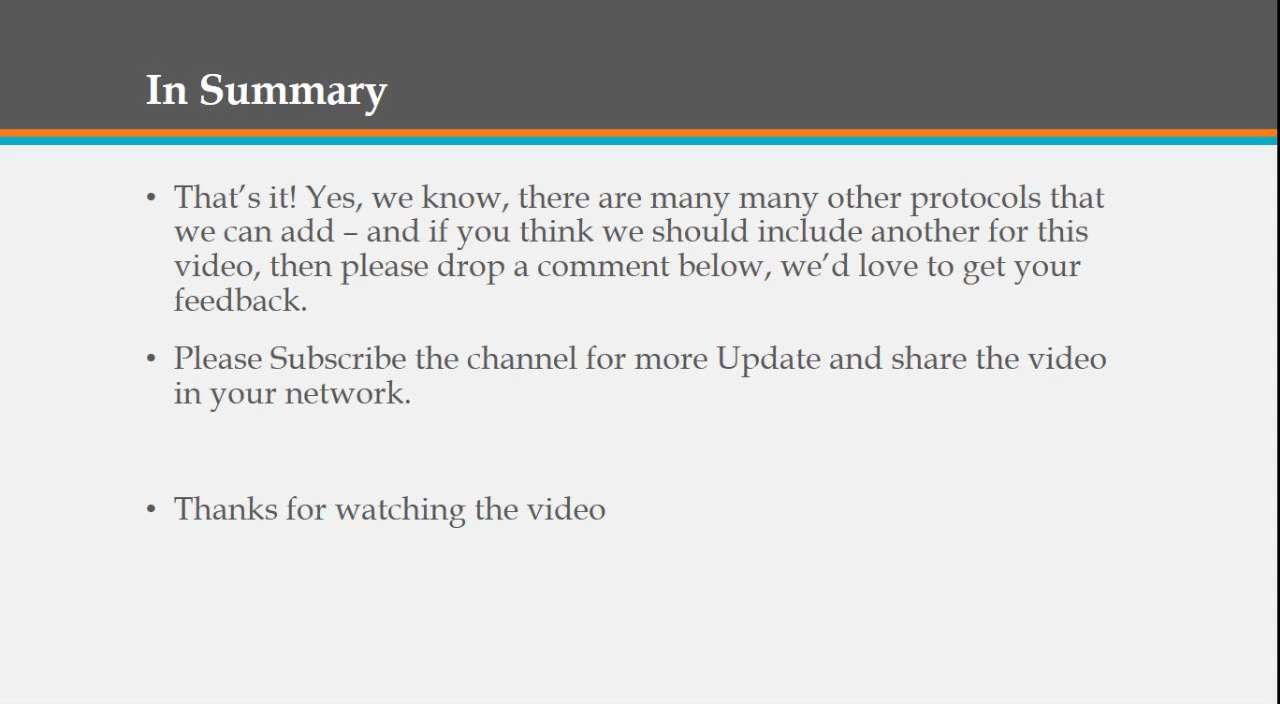 In Summary
• That’s it! Yes, we know, there are many many other protocols that
we can add – and if you think we should include another for this
video, then please drop a comment below, we’d love to get your
feedback.
• Please Subscribe the channel for more Update and share the video
in your network.
• Thanks for watching the video